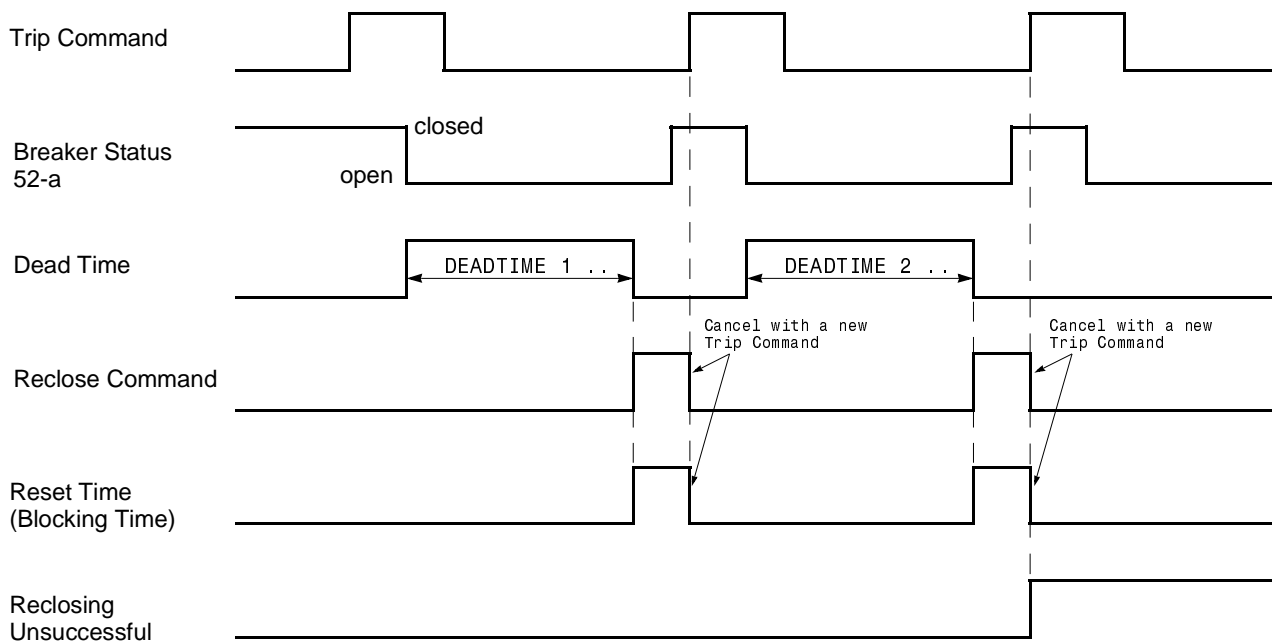 Trip Command
closed
Breaker Status
52-a
open
Dead Time
DEADTIME 1 ..
DEADTIME 2 ..
Cancel with a new
Trip Command
Cancel with a new
Trip Command
Reclose Command
Reset Time
(Blocking Time)
Reclosing
Unsuccessful